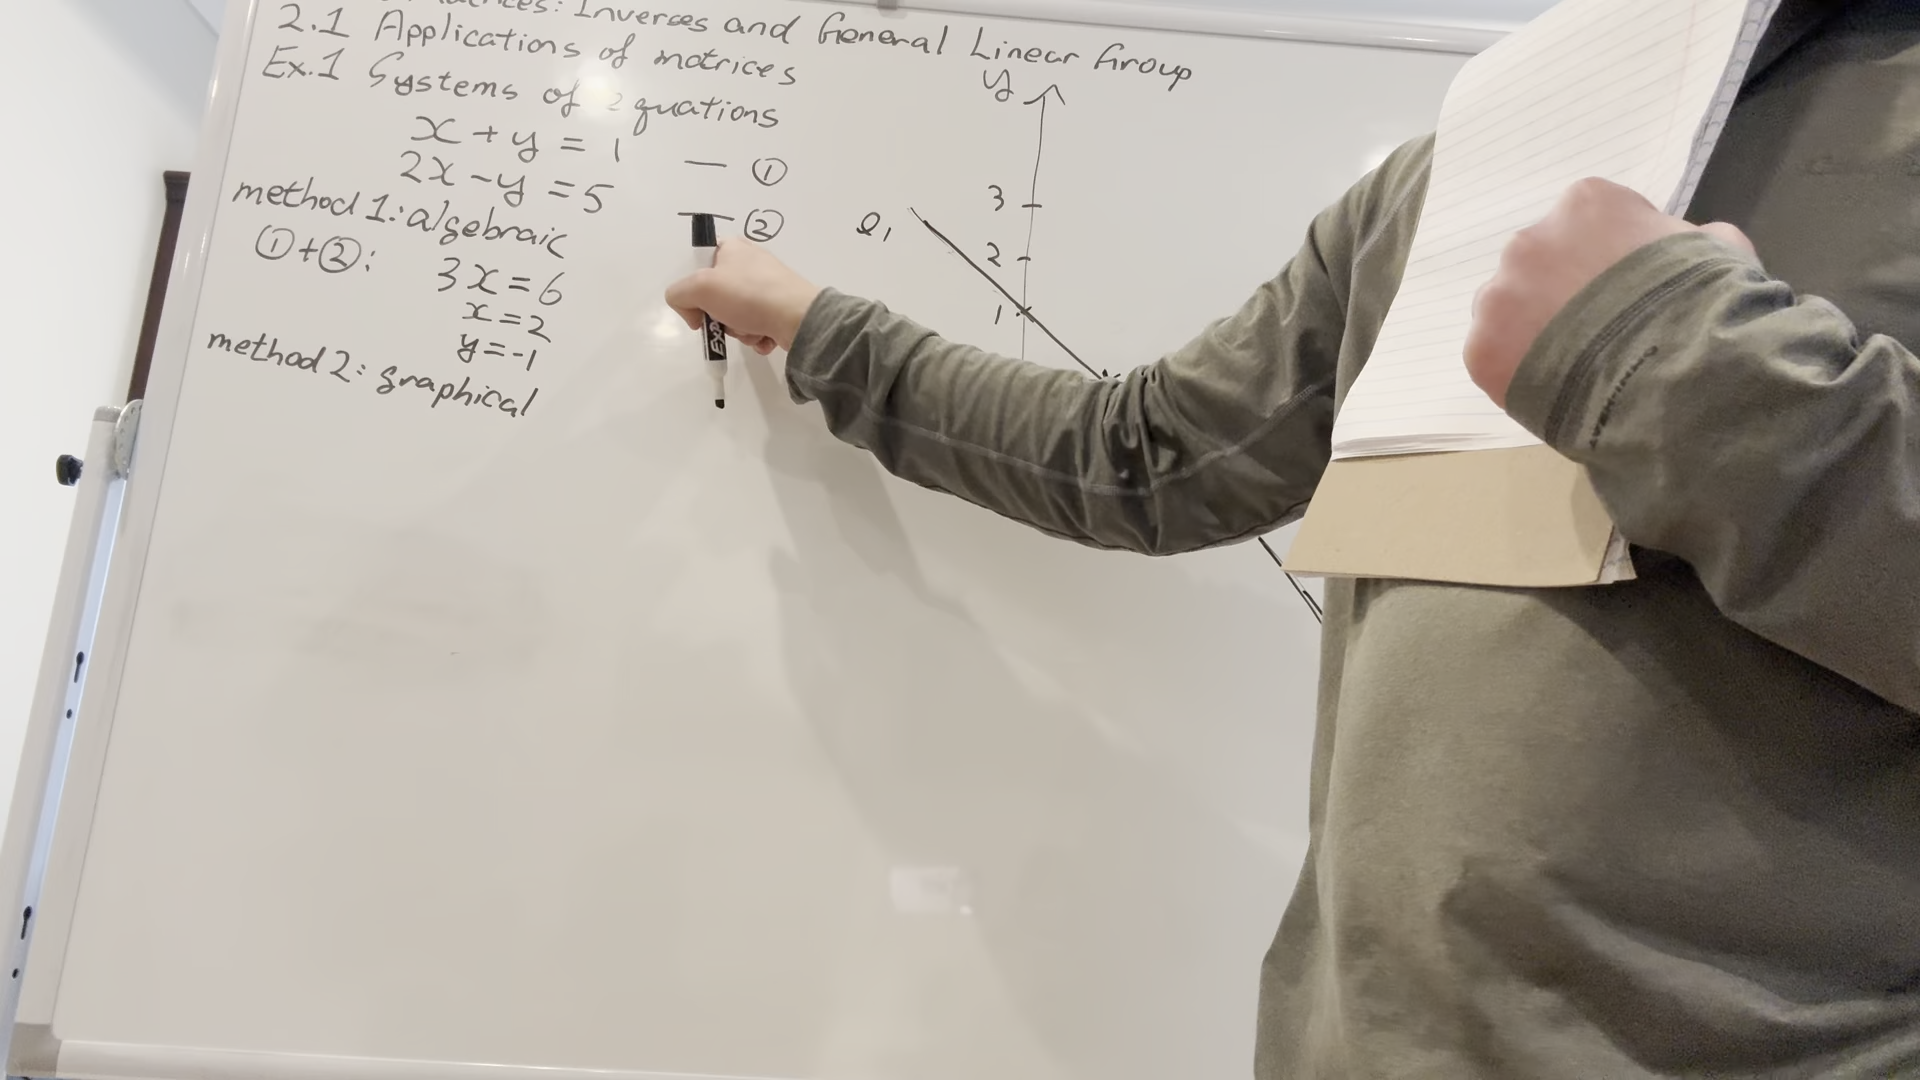 Inverses and General Linear Group
2.1 Applications of matrices
Ex.1 Systems of equations
x + y = 1 — ①
2x - y = 5 — ②
method 1: algebraic
①+②: 3x = 6
x = 2
y = -1
method 2: graphical
y
3
2
1
l₁
EXP